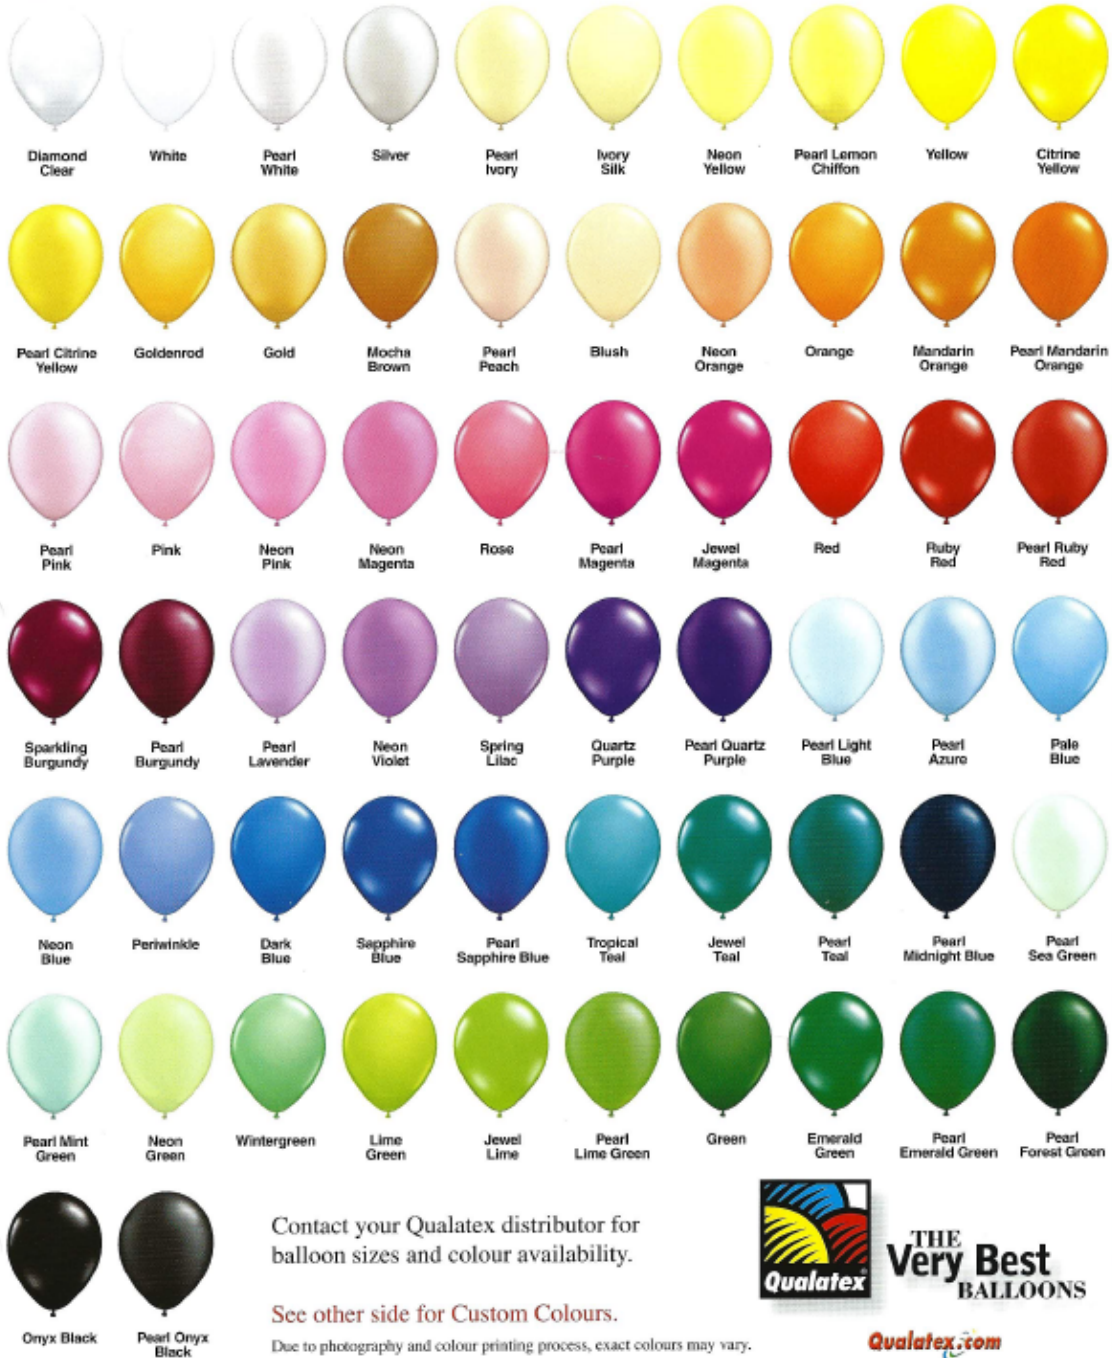 Diamond
Clear
White
Pearl
White
Silver
Pearl
Ivory
Ivory
Silk
Neon
Yellow
Pearl Lemon
Chiffon
Yellow
Citrine
Yellow
Pearl Citrine
Yellow
Goldenrod
Gold
Mocha
Brown
Pearl
Peach
Blush
Neon
Orange
Orange
Mandarin
Orange
Pearl Mandarin
Orange
Pearl
Pink
Pink
Neon
Pink
Neon
Magenta
Rose
Pearl
Magenta
Jewel
Magenta
Red
Ruby
Red
Pearl Ruby
Red
Sparkling
Burgundy
Pearl
Burgundy
Pearl
Lavender
Neon
Violet
Spring
Lilac
Quartz
Purple
Pearl Quartz
Purple
Pearl Light
Blue
Pearl
Azure
Pale
Blue
Neon
Blue
Periwinkle
Dark
Blue
Sapphire
Blue
Pearl
Sapphire Blue
Tropical
Teal
Jewel
Teal
Pearl
Teal
Pearl
Midnight Blue
Pearl
Sea Green
Pearl Mint
Green
Neon
Green
Wintergreen
Lime
Green
Jewel
Lime
Pearl
Lime Green
Green
Emerald
Green
Pearl
Emerald Green
Pearl
Forest Green
Onyx Black
Pearl Onyx
Black
Contact your Qualatex distributor for
balloon sizes and colour availability.
See other side for Custom Colours.
Due to photography and colour printing process, exact colours may vary.
Qualatex®
THE
Very Best
BALLOONS
Qualatex.com